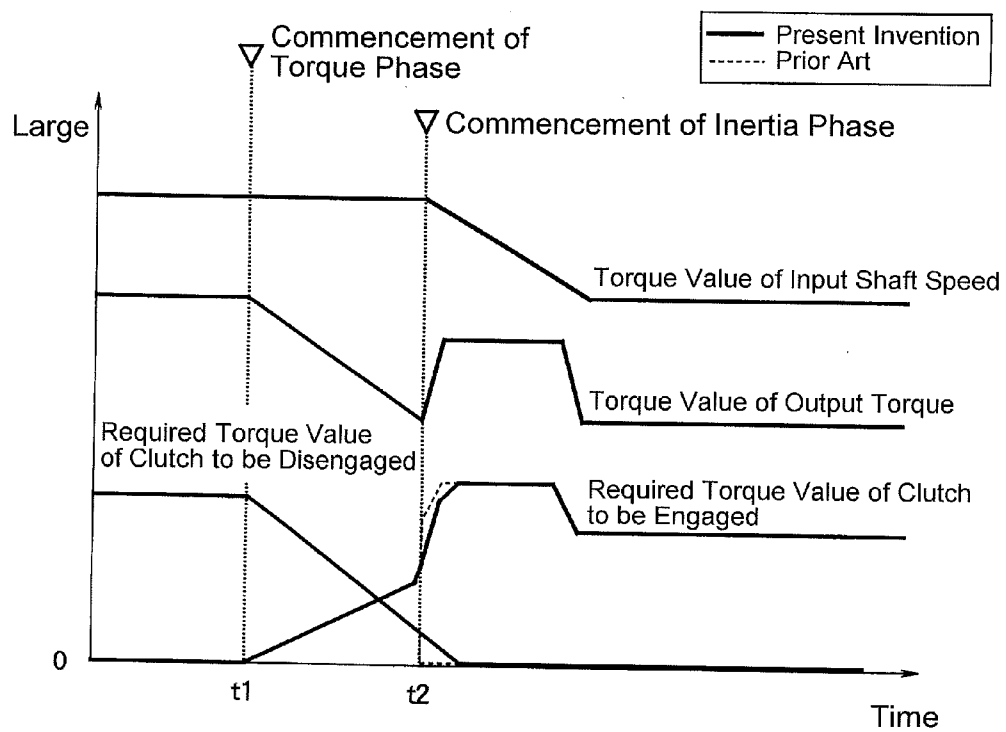 Present Invention
Prior Art
Commencement of
Torque Phase
Commencement of Inertia Phase
Large
Torque Value of Input Shaft Speed
Torque Value of Output Torque
Required Torque Value
of Clutch to be Disengaged
Required Torque Value of Clutch
to be Engaged
0
t1
t2
Time